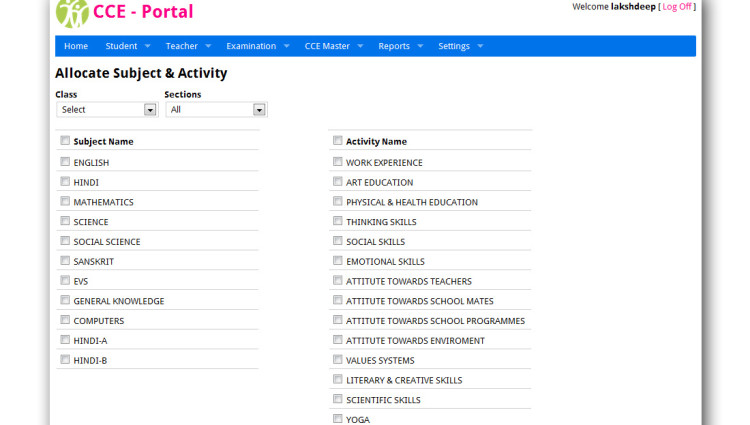 CCE - Portal
Welcome lakshdeep [ Log Off ]
Home Student Teacher Examination CCE Master Reports Settings
Allocate Subject & Activity
Class Sections
Select All
Subject Name Activity Name
ENGLISH WORK EXPERIENCE
HINDI ART EDUCATION
MATHEMATICS PHYSICAL & HEALTH EDUCATION
SCIENCE THINKING SKILLS
SOCIAL SCIENCE SOCIAL SKILLS
SANSKRIT EMOTIONAL SKILLS
EVS ATTITUTE TOWARDS TEACHERS
GENERAL KNOWLEDGE ATTITUTE TOWARDS SCHOOL MATES
COMPUTERS ATTITUTE TOWARDS SCHOOL PROGRAMMES
HINDI-A ATTITUTE TOWARDS ENVIROMENT
HINDI-B VALUES SYSTEMS
LITERARY & CREATIVE SKILLS
SCIENTIFIC SKILLS
YOGA